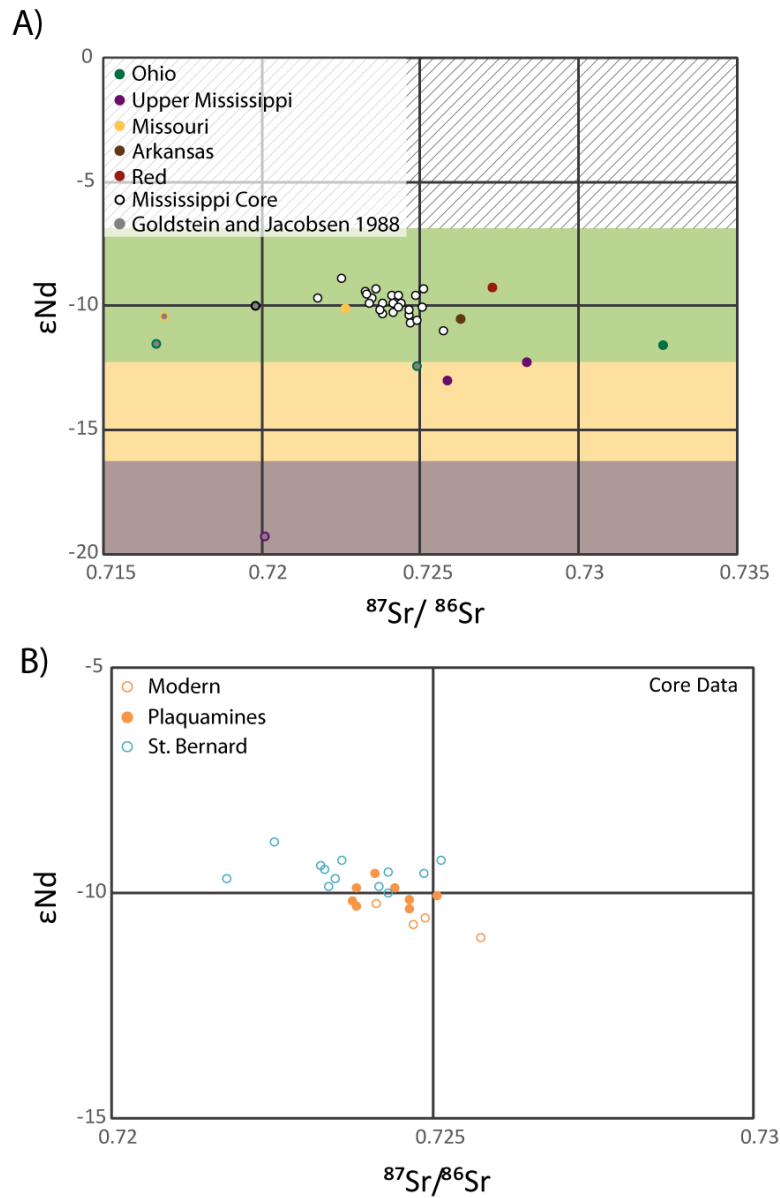 A)
0
Ohio
Upper Mississippi
Missouri
Arkansas
Red
Mississippi Core
Goldstein and Jacobsen 1988
-5
-10
-15
-20
εNd
0.715
0.72
0.725
0.73
0.735
⁸⁷Sr/ ⁸⁶Sr
B)
-5
Modern
Plaquamines
St. Bernard
Core Data
-10
-15
εNd
0.72
0.725
0.73
⁸⁷Sr/⁸⁶Sr